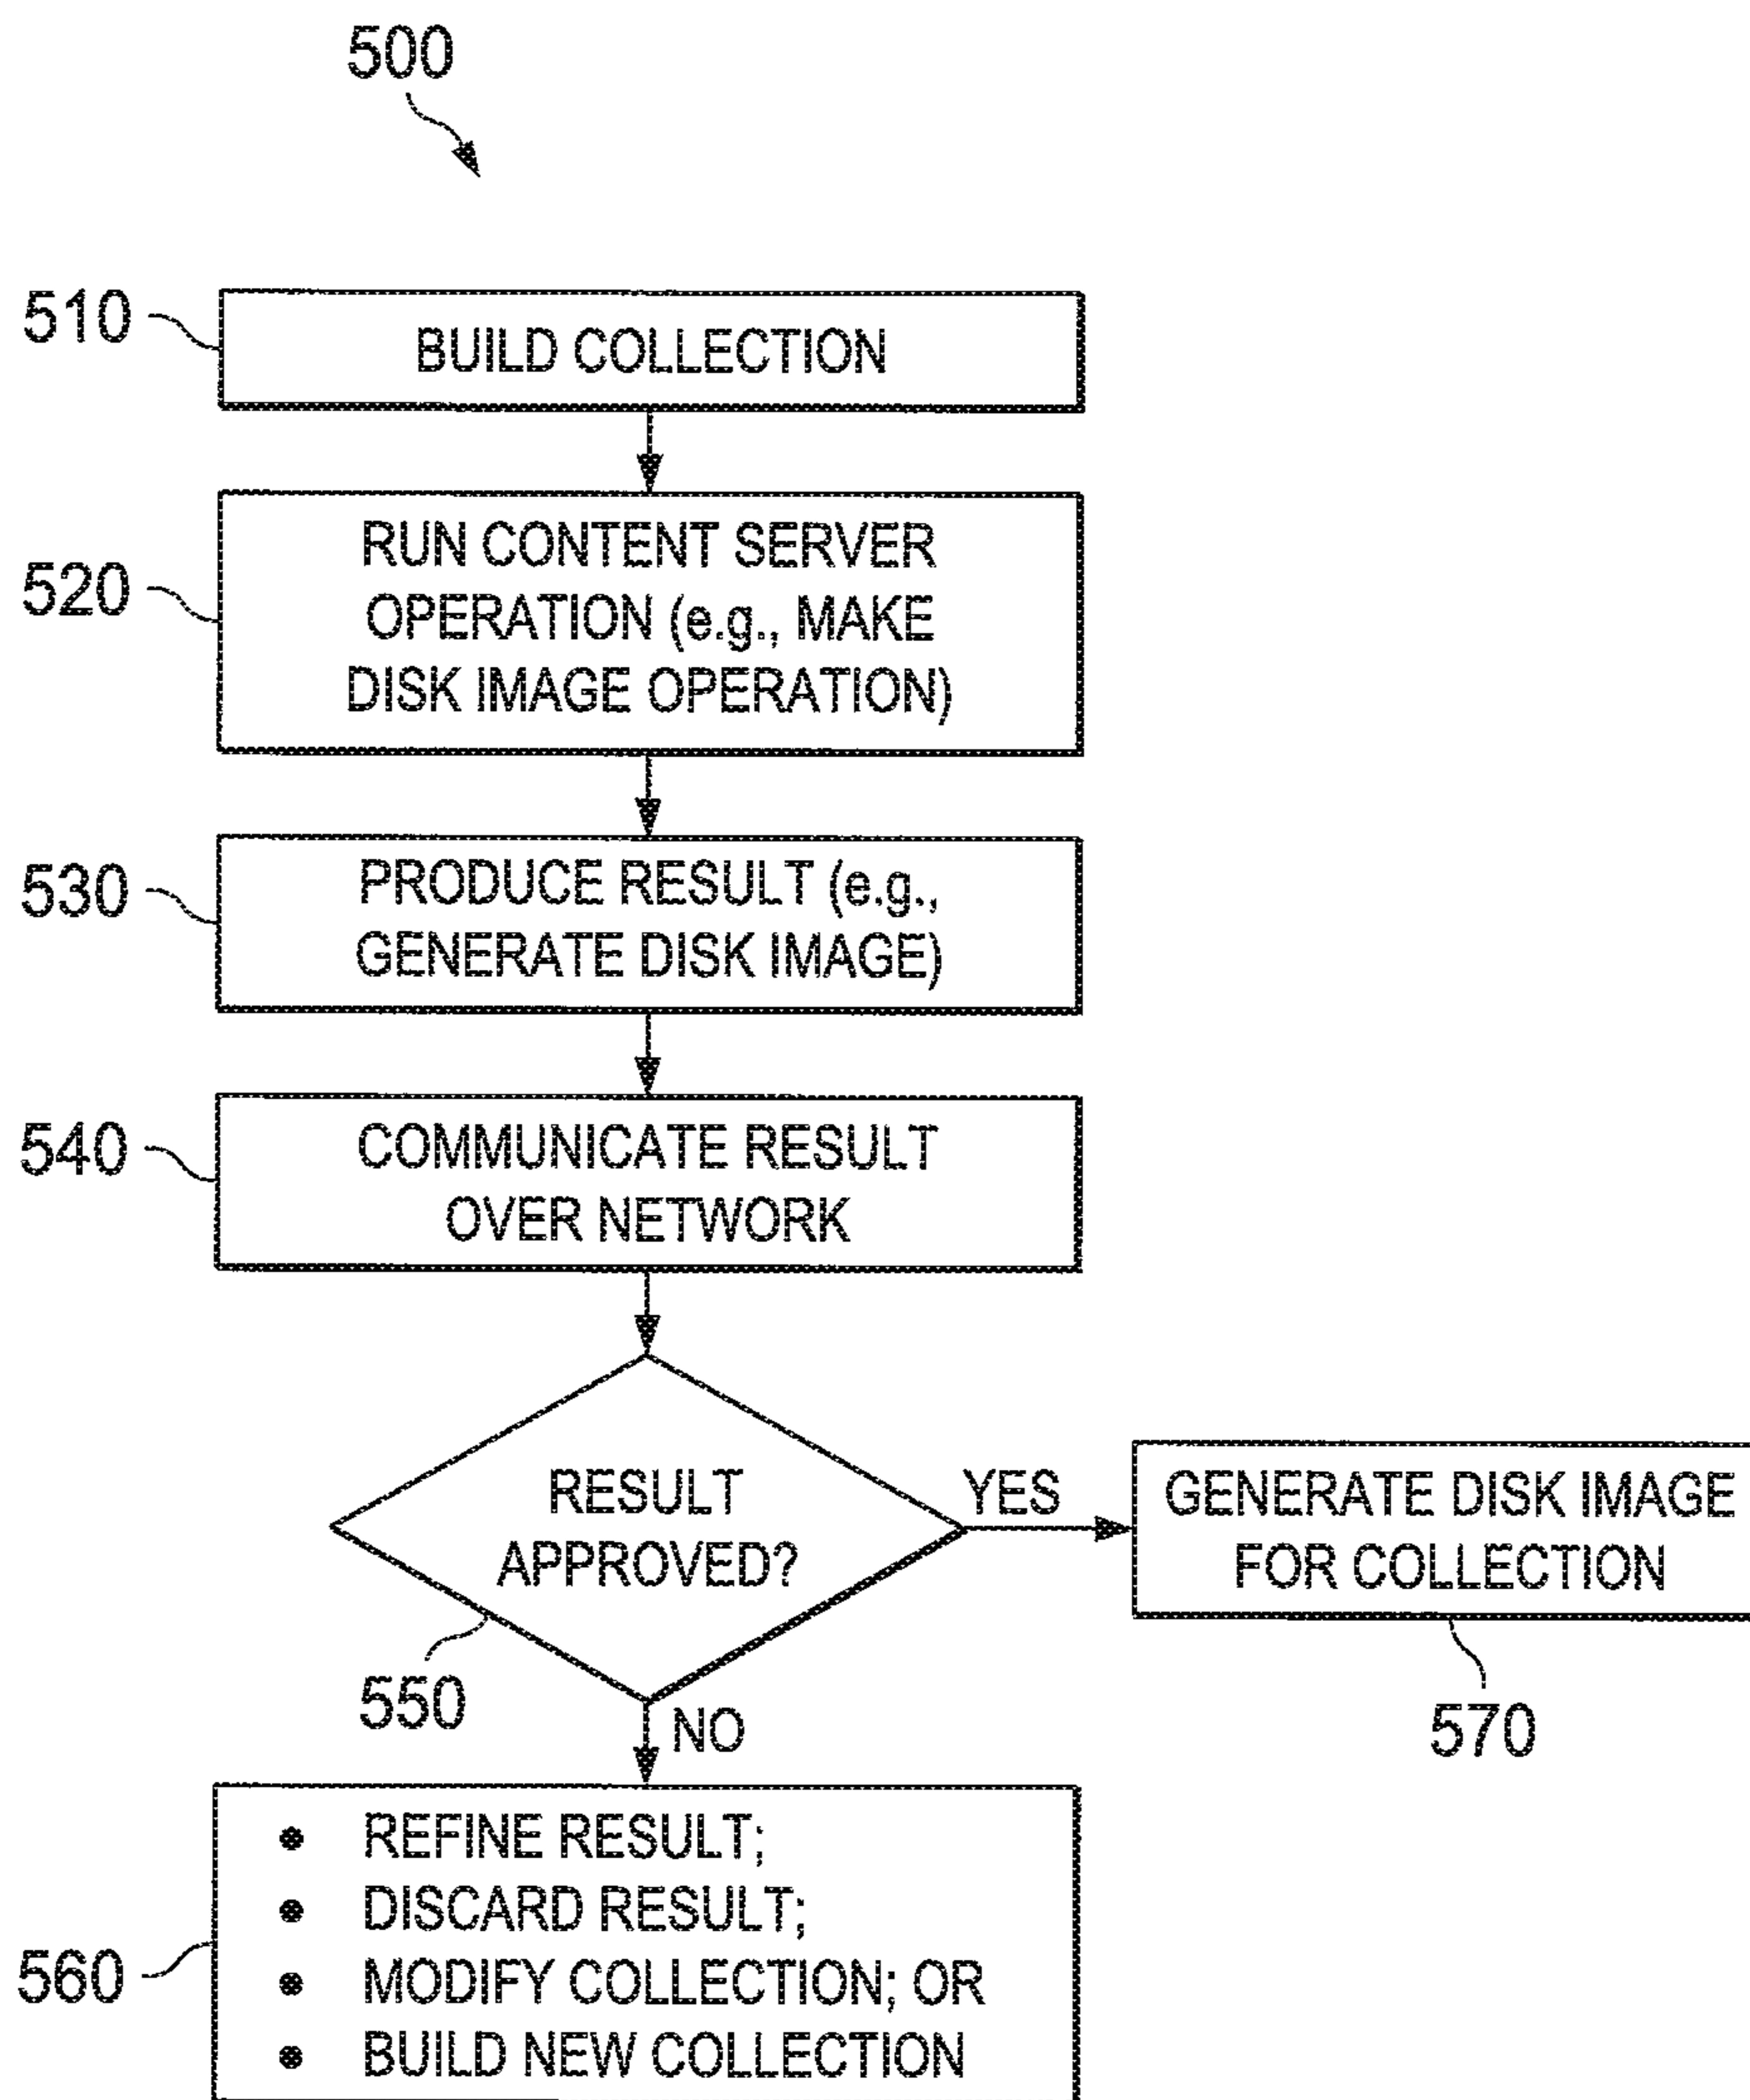 500
510
BUILD COLLECTION
520
RUN CONTENT SERVER
OPERATION (e.g., MAKE
DISK IMAGE OPERATION)
530
PRODUCE RESULT (e.g.,
GENERATE DISK IMAGE)
540
COMMUNICATE RESULT
OVER NETWORK
RESULT
APPROVED?
550
YES
GENERATE DISK IMAGE
FOR COLLECTION
570
NO
560
• REFINE RESULT;
• DISCARD RESULT;
• MODIFY COLLECTION; OR
• BUILD NEW COLLECTION